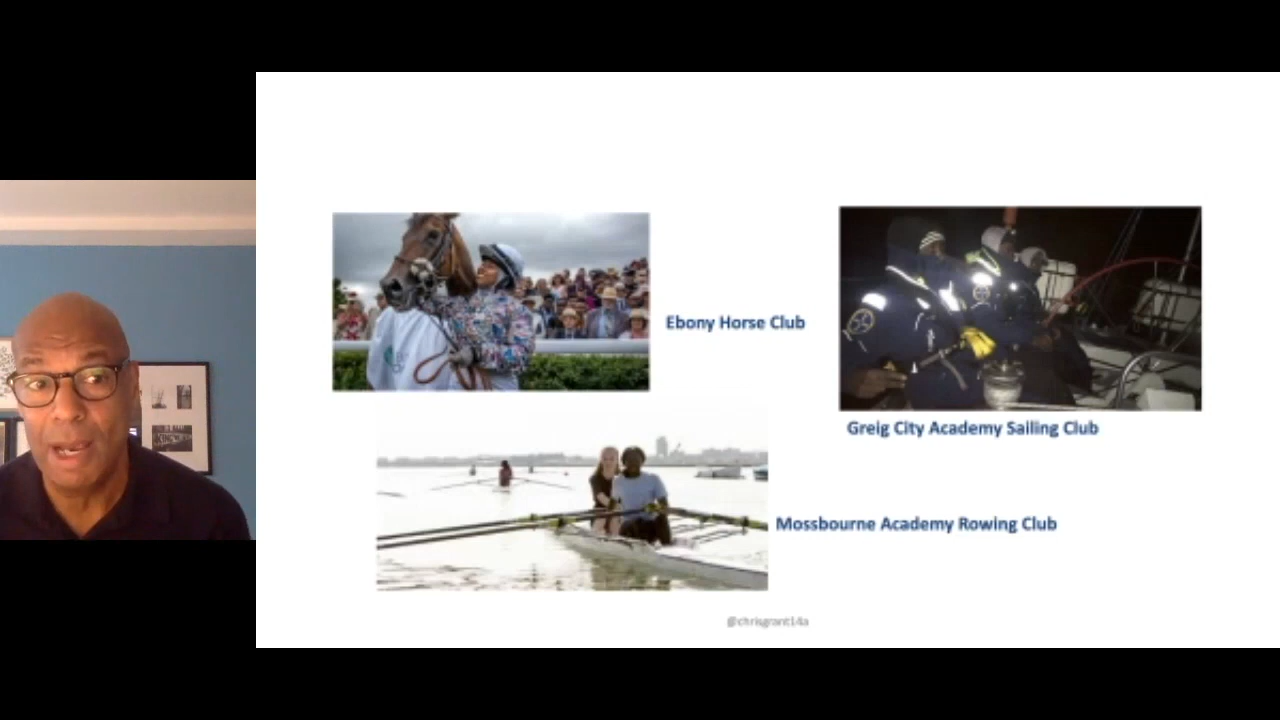 Ebony Horse Club
Greig City Academy Sailing Club
Mossbourne Academy Rowing Club
@chrisgrant14a